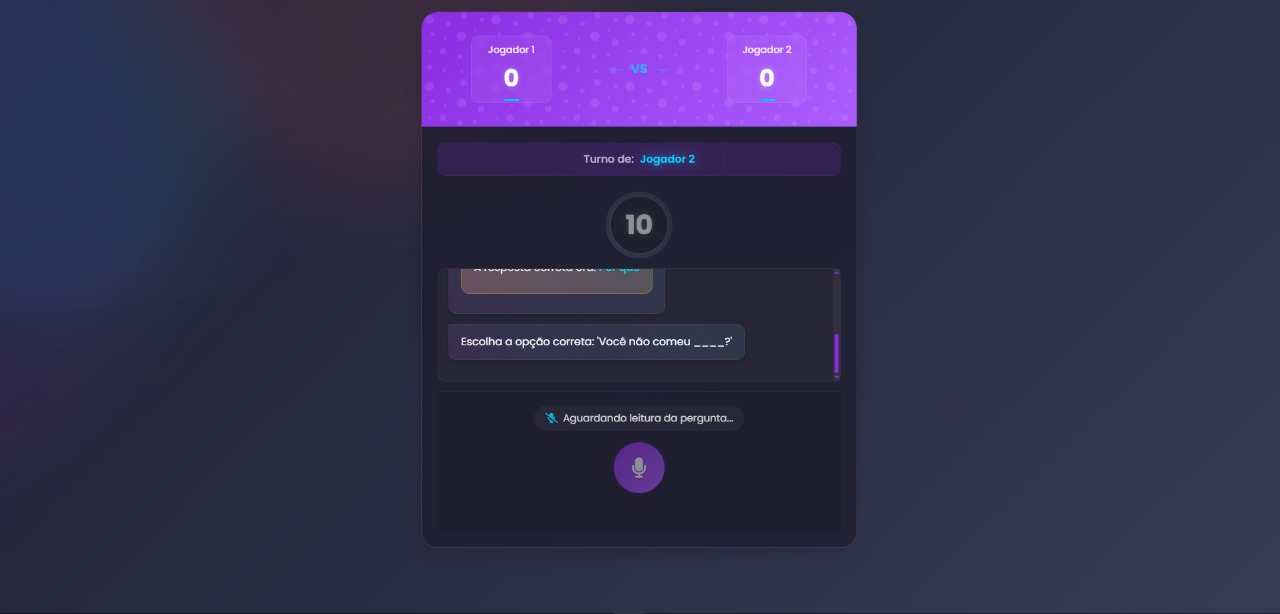 Jogador 1
0
VS
Jogador 2
0
Turno de: Jogador 2
10
A resposta correta era: Por que
Escolha a opção correta: 'Você não comeu ____?'
Aguardando leitura da pergunta...